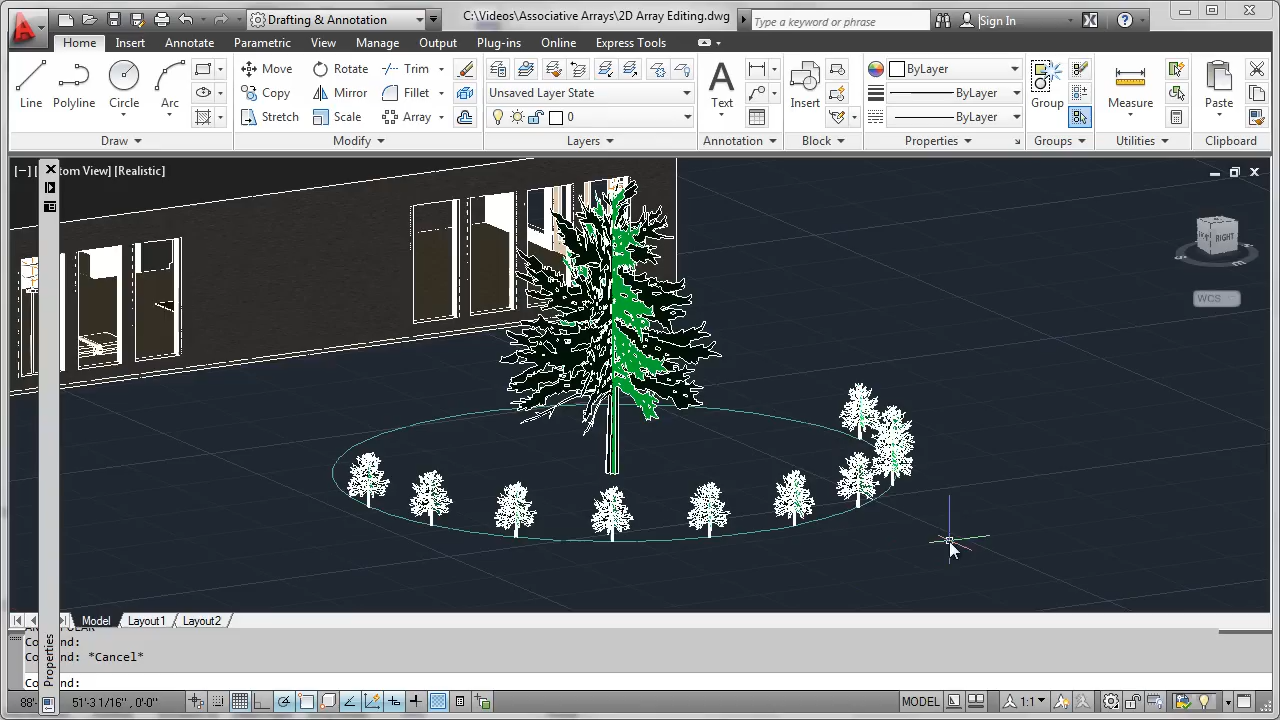 Drafting & Annotation
C:\Videos\Associative Arrays\2D Array Editing.dwg
Type a keyword or phrase
Sign In
Home Insert Annotate Parametric View Manage Output Plug-ins Online Express Tools
Line Polyline Circle Arc
Move Rotate Trim
Copy Mirror Fillet
Stretch Scale Array
Unsaved Layer State
0
Text
Insert
ByLayer
ByLayer
ByLayer
Group
Measure
Paste
Draw Modify Layers Annotation Block Properties Groups Utilities Clipboard
tom View] [Realistic]
RIGHT
WCS
Model Layout1 Layout2
Command:
Command: *Cancel*
Command:
Properties
51'-3 1/16" , 0'-0"
MODEL
1:1